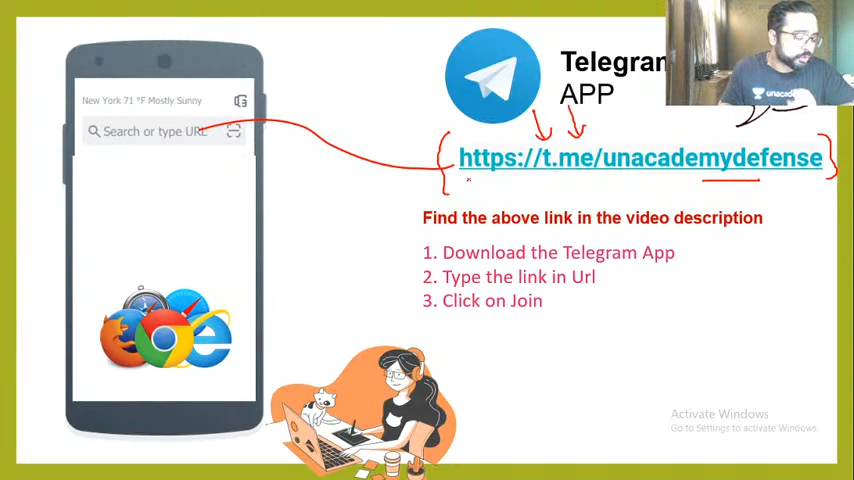 New York 71 °F Mostly Sunny
Search or type URL
Telegram
APP
https://t.me/unacademydefense
Find the above link in the video description
1. Download the Telegram App
2. Type the link in Url
3. Click on Join
Activate Windows
Go to Settings to activate Windows.